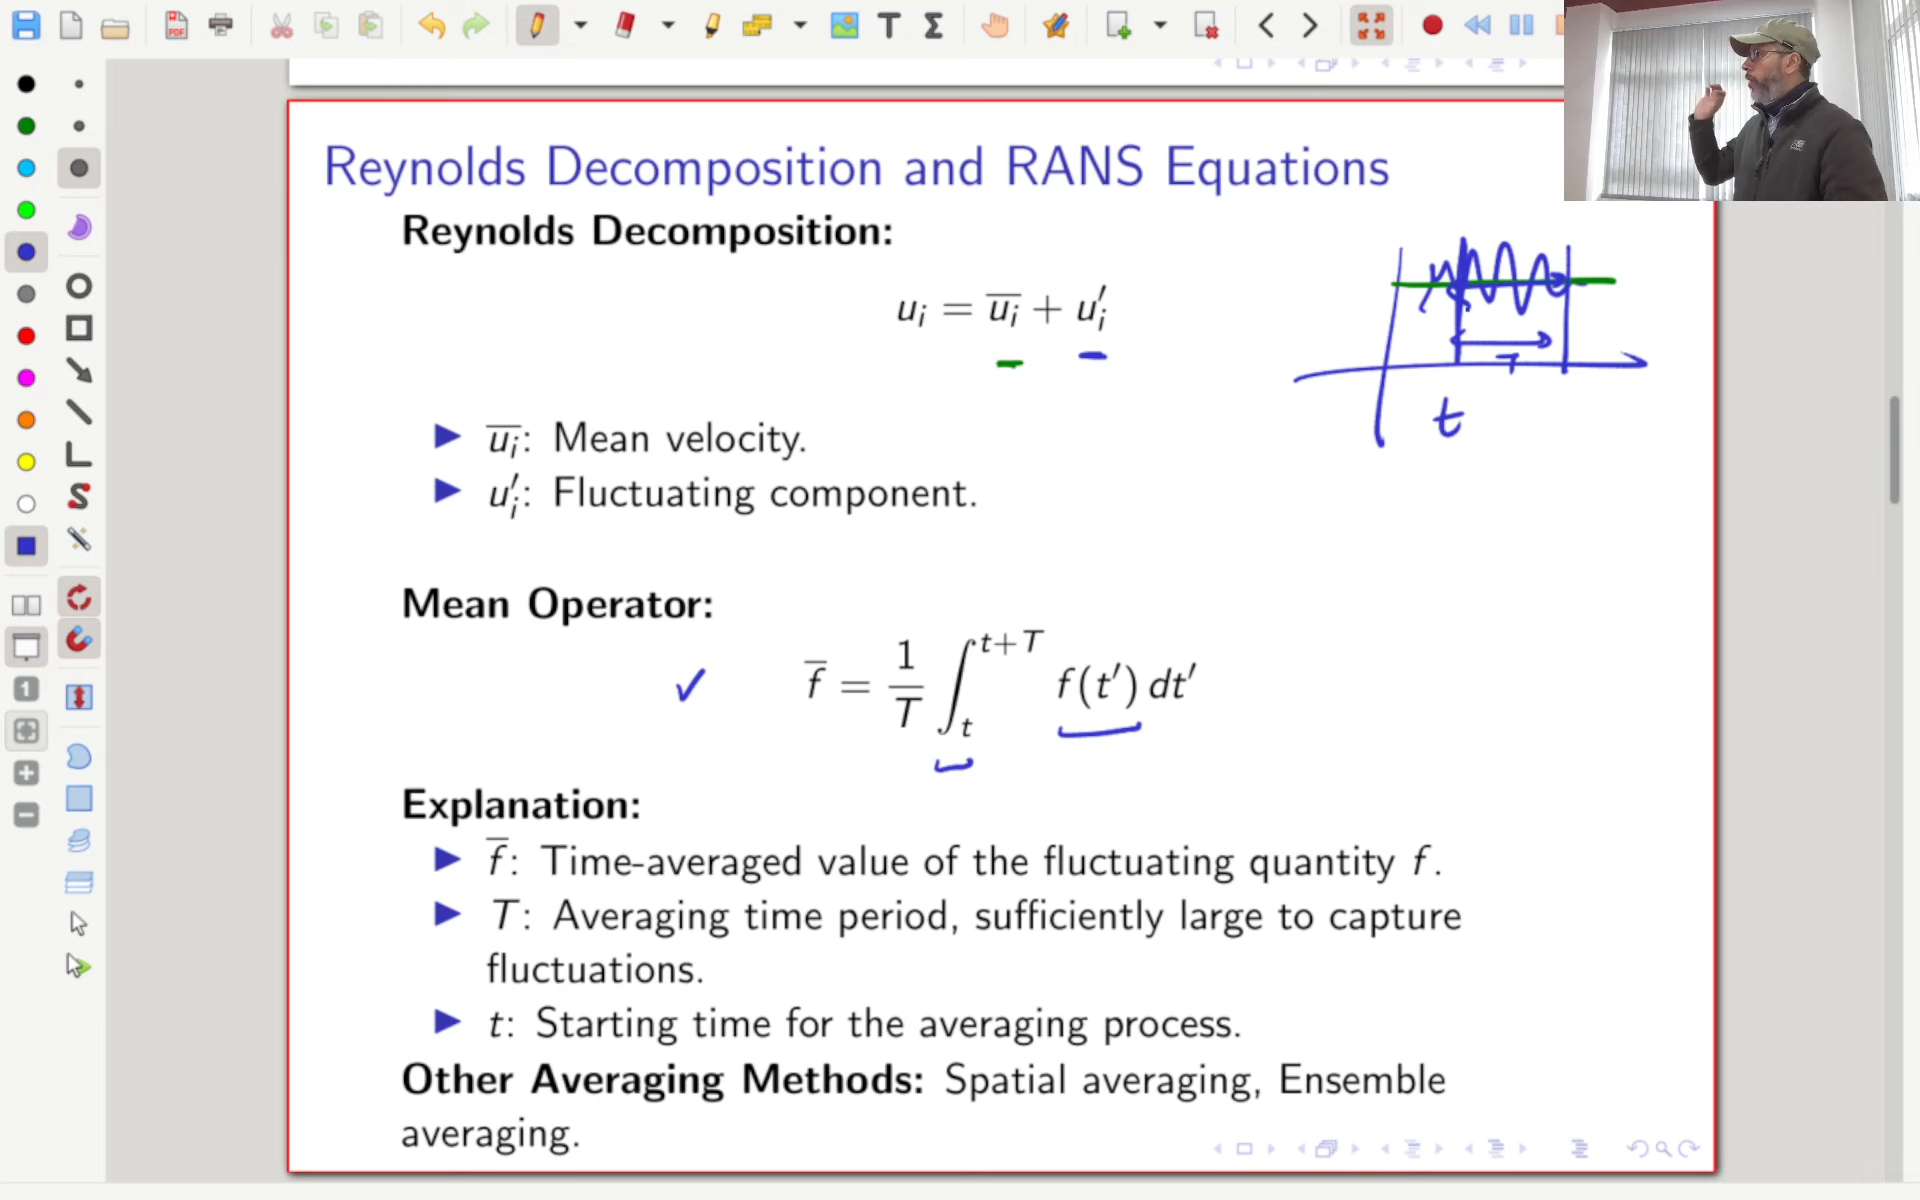 Reynolds Decomposition and RANS Equations
Reynolds Decomposition:
u_i = \overline{u_i} + u_i'
T
t
▶ \overline{u_i}: Mean velocity.
▶ u_i': Fluctuating component.
Mean Operator:
✓ \overline{f} = \frac{1}{T} \int_t^{t+T} f(t') dt'
Explanation:
▶ \overline{f}: Time-averaged value of the fluctuating quantity f.
▶ T: Averaging time period, sufficiently large to capture
fluctuations.
▶ t: Starting time for the averaging process.
Other Averaging Methods: Spatial averaging, Ensemble
averaging.